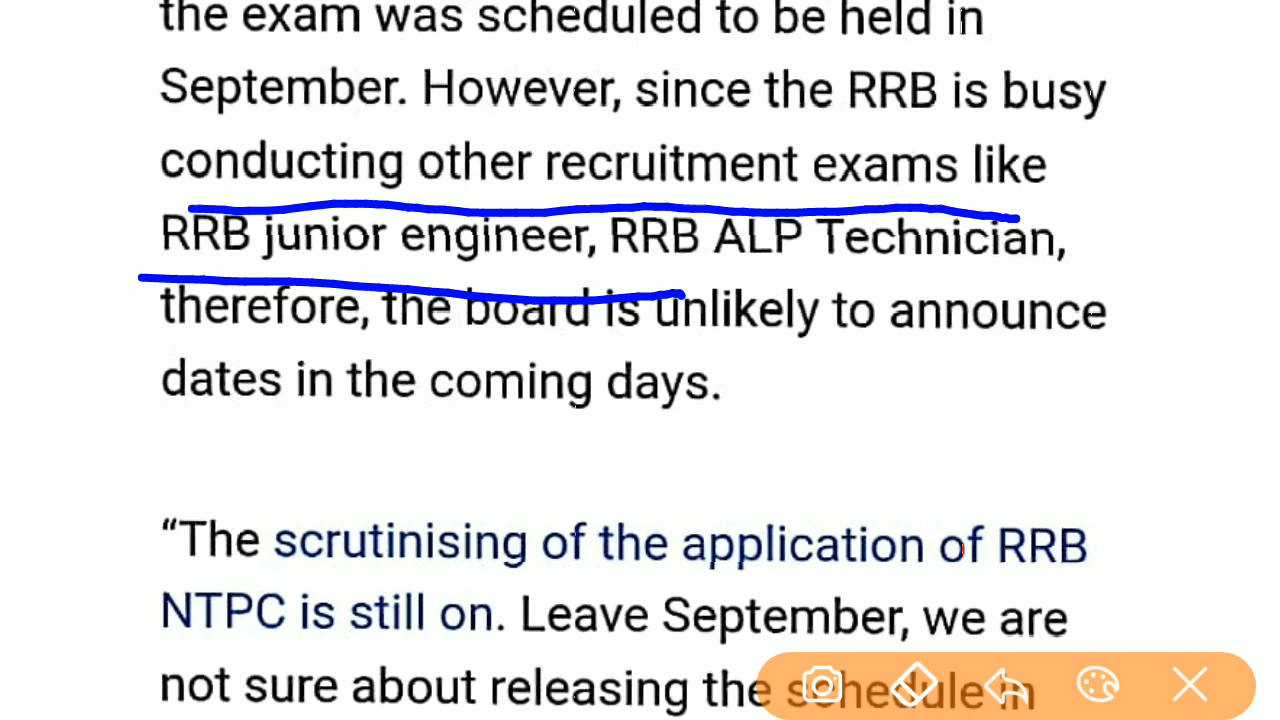 the exam was scheduled to be held in
September. However, since the RRB is busy
conducting other recruitment exams like
RRB junior engineer, RRB ALP Technician,
therefore, the board is unlikely to announce
dates in the coming days.
“The scrutinising of the application of RRB
NTPC is still on. Leave September, we are
not sure about releasing the schedule in